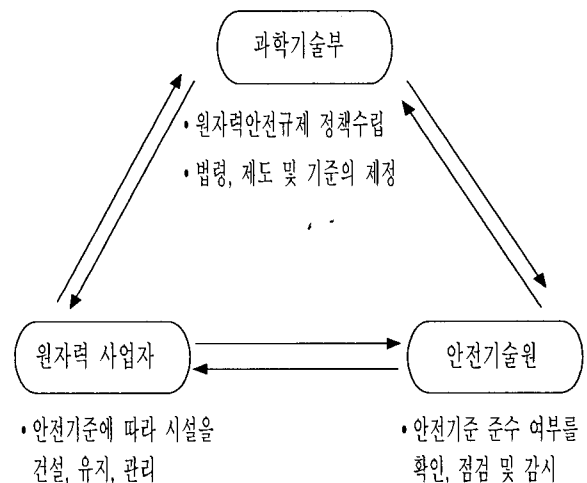 과학기술부
• 원자력안전규제 정책수립
• 법령, 제도 및 기준의 제정
원자력 사업자
안전기술원
• 안전기준에 따라 시설을
건설, 유지, 관리
• 안전기준 준수 여부를
확인, 점검 및 감시